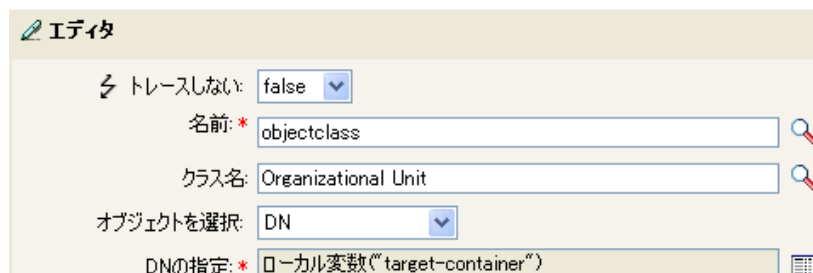 エディタ
トレースしない: false
名前:* objectclass
クラス名: Organizational Unit
オブジェクトを選択: DN
DNの指定:* ローカル変数("target-container")